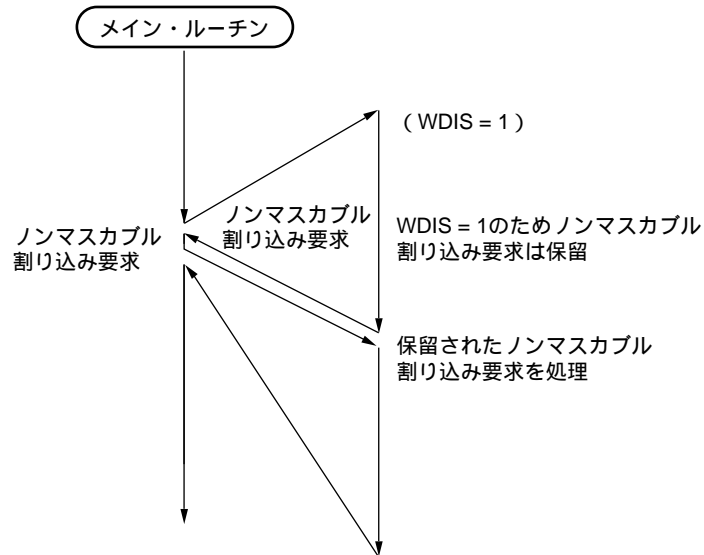 メイン・ルーチン
（WDIS = 1）
ノンマスカブル
割り込み要求
ノンマスカブル
割り込み要求
WDIS = 1のためノンマスカブル
割り込み要求は保留
保留されたノンマスカブル
割り込み要求を処理